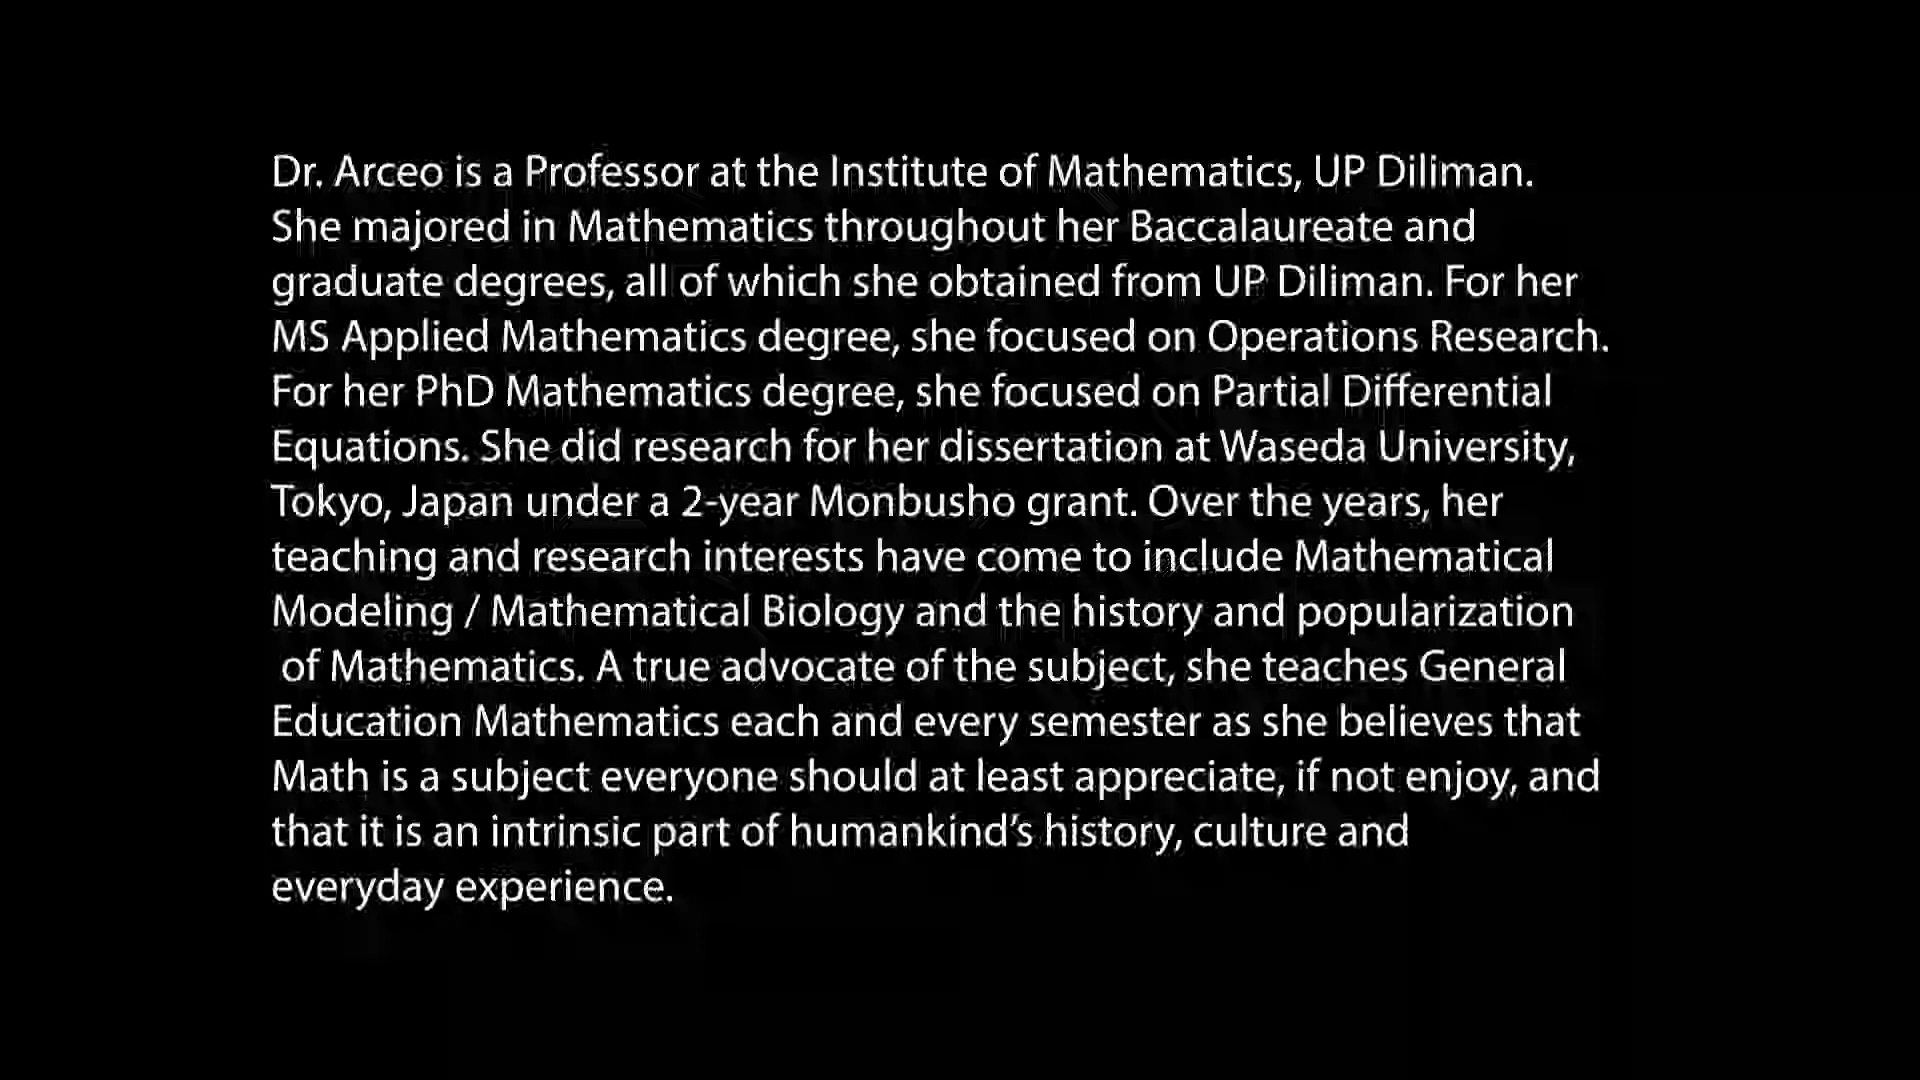 Dr. Arceo is a Professor at the Institute of Mathematics, UP Diliman.
She majored in Mathematics throughout her Baccalaureate and
graduate degrees, all of which she obtained from UP Diliman. For her
MS Applied Mathematics degree, she focused on Operations Research.
For her PhD Mathematics degree, she focused on Partial Differential
Equations. She did research for her dissertation at Waseda University,
Tokyo, Japan under a 2-year Monbusho grant. Over the years, her
teaching and research interests have come to include Mathematical
Modeling / Mathematical Biology and the history and popularization
of Mathematics. A true advocate of the subject, she teaches General
Education Mathematics each and every semester as she believes that
Math is a subject everyone should at least appreciate, if not enjoy, and
that it is an intrinsic part of humankind’s history, culture and
everyday experience.